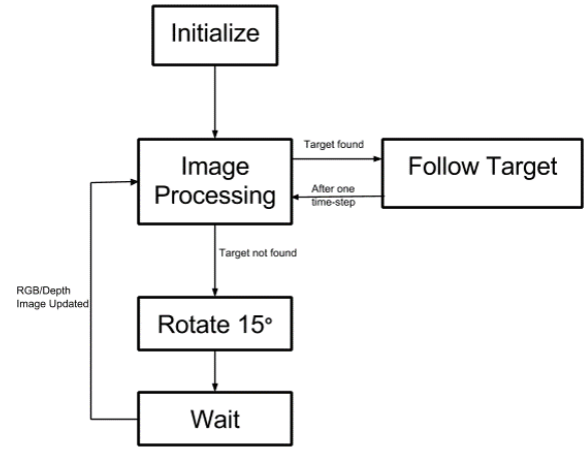 Initialize
Image
Processing
Target found
Follow Target
After one
time-step
Target not found
RGB/Depth
Image Updated
Rotate 15°
Wait